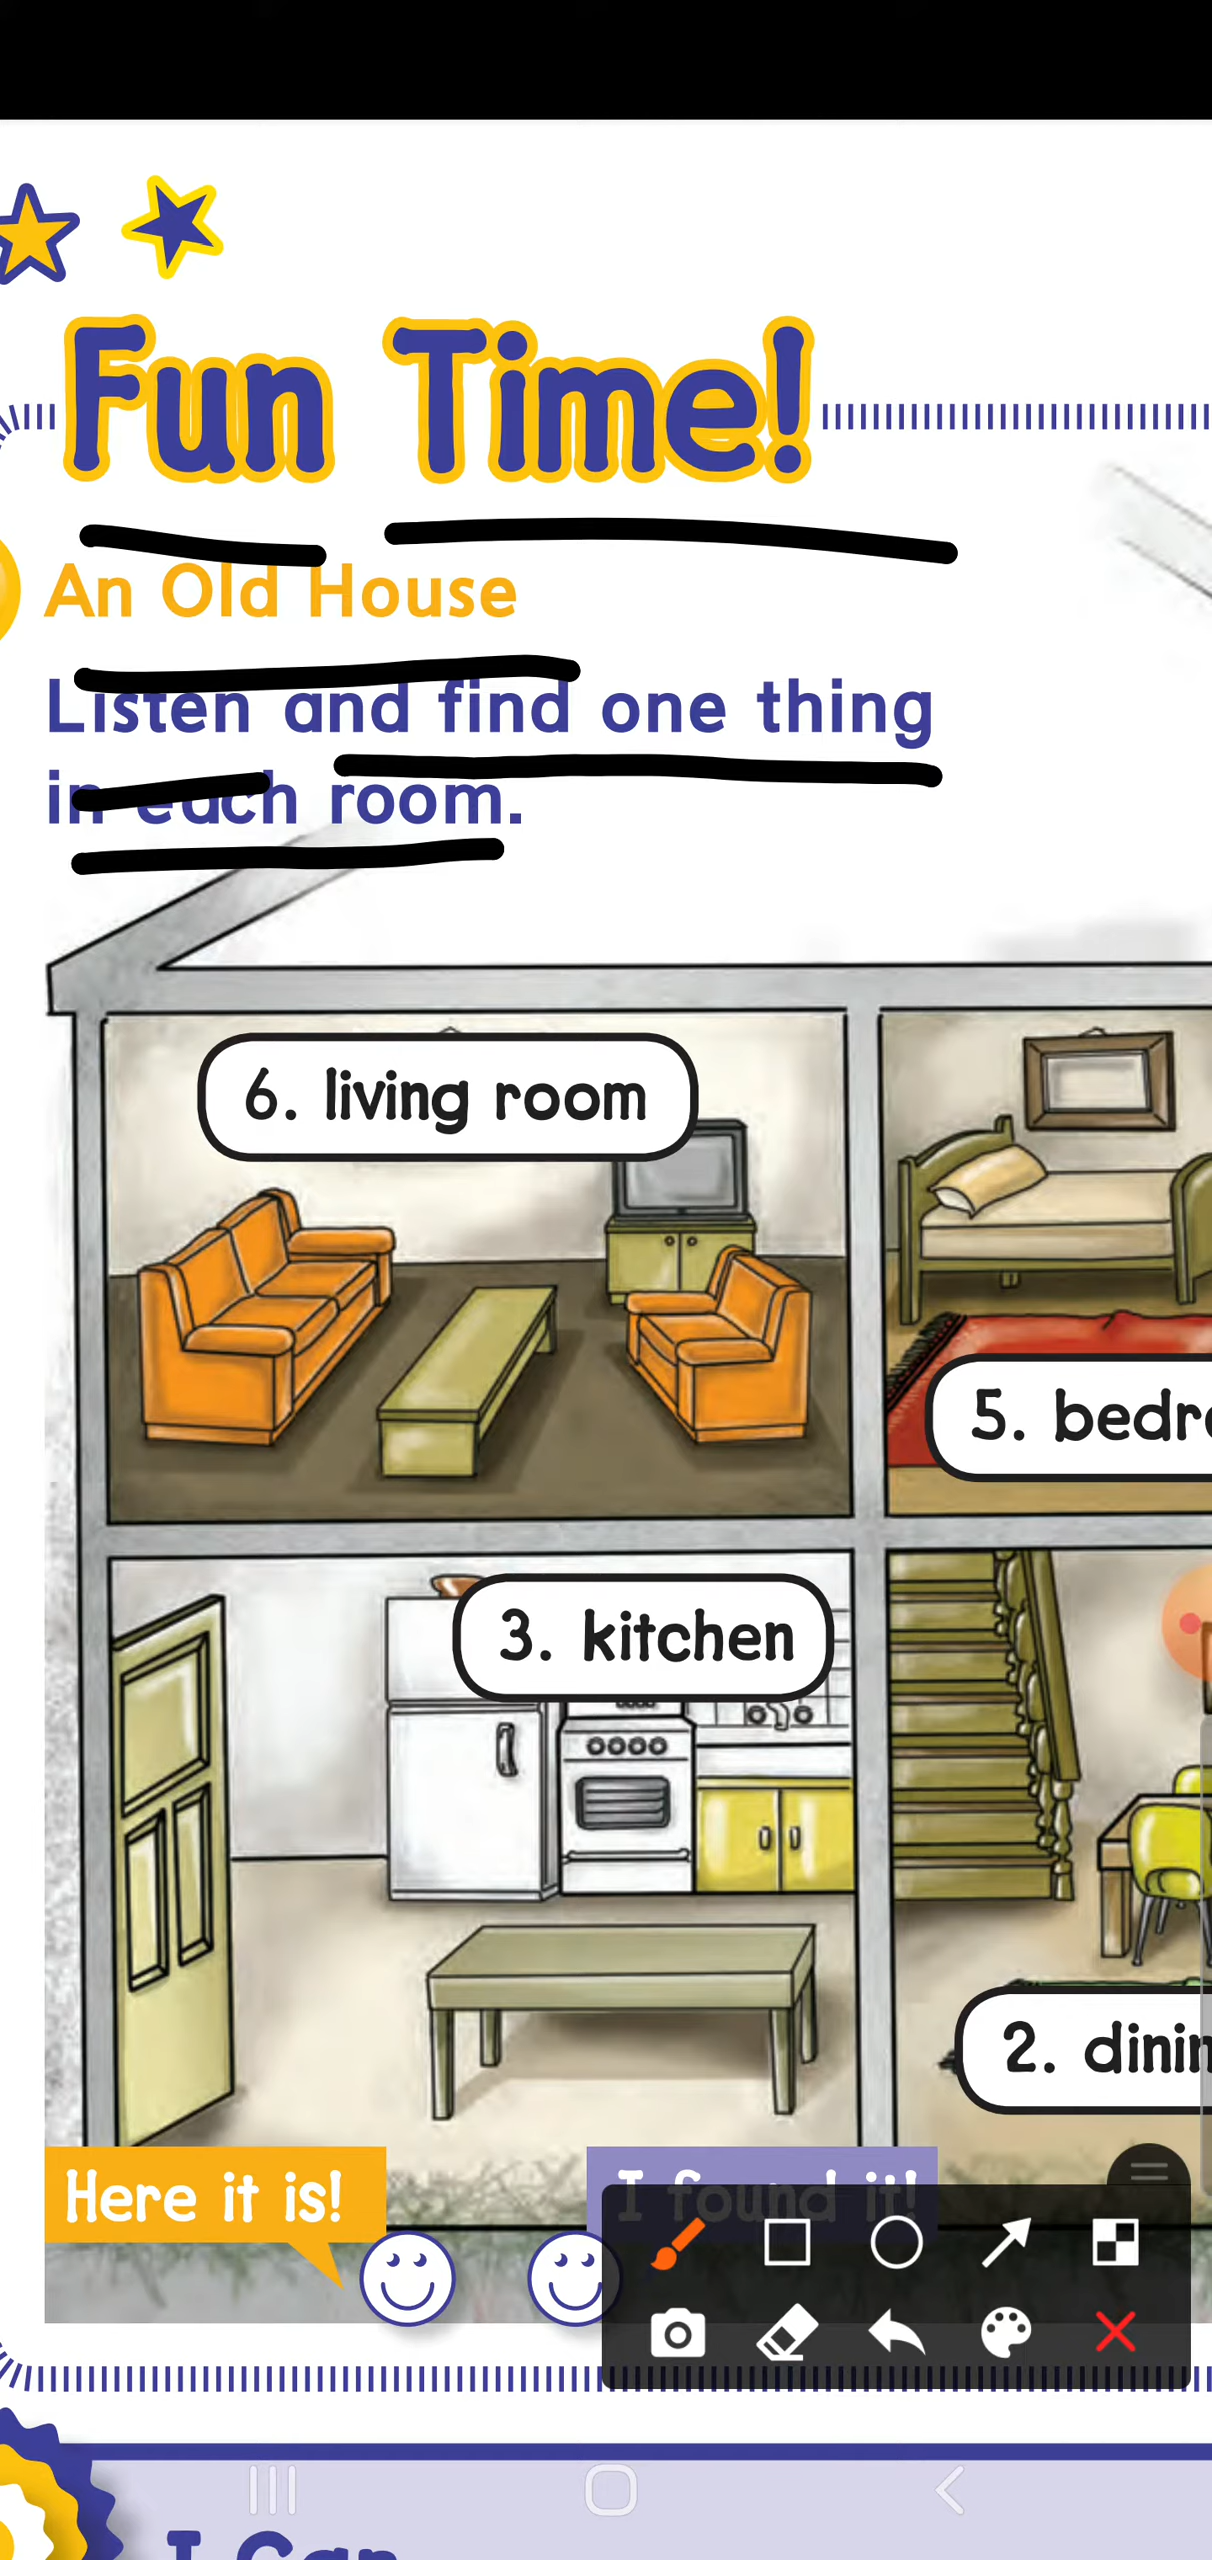 Fun Time!
An Old House
Listen and find one thing
in each room.
6. living room
5. bedr
3. kitchen
2. dinin
Here it is!
I found it!
I Can